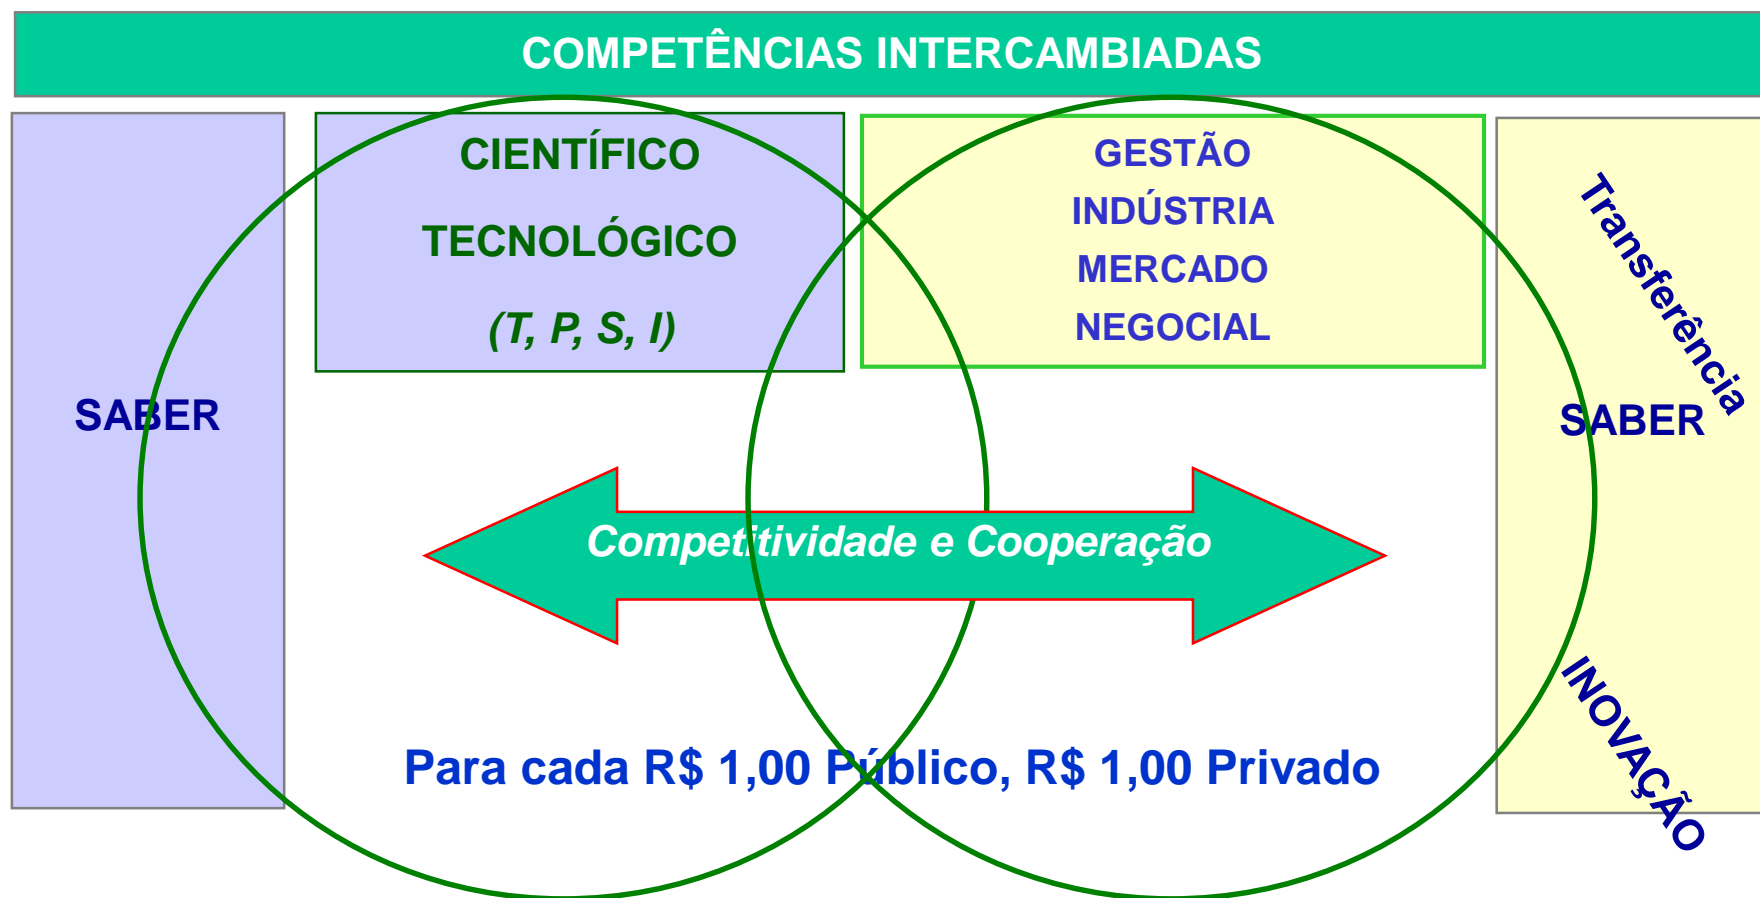 COMPETÊNCIAS INTERCAMBIADAS
SABER
CIENTÍFICO
TECNOLÓGICO
(T, P, S, I)
GESTÃO
INDÚSTRIA
MERCADO
NEGOCIAL
Transferência
SABER
INOVAÇÃO
Competitividade e Cooperação
Para cada R$ 1,00 Público, R$ 1,00 Privado